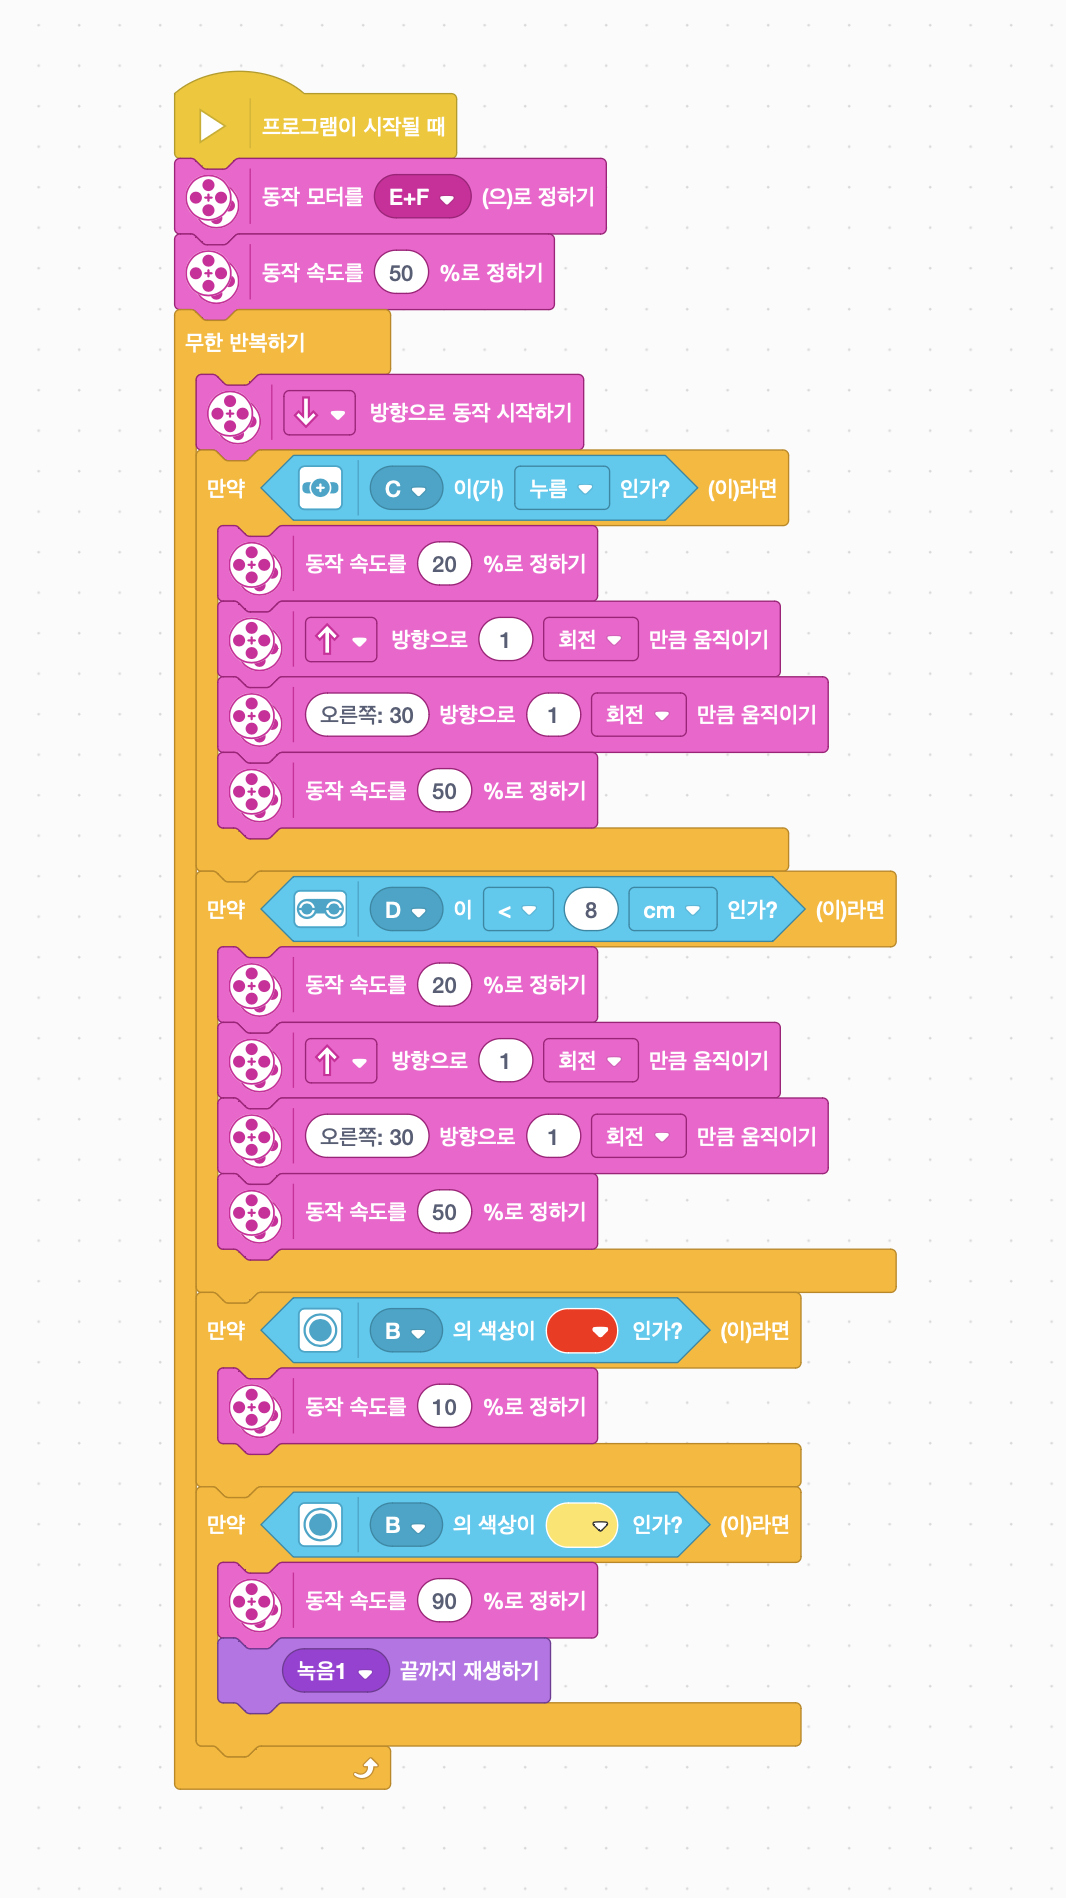 프로그램이 시작될 때
동작 모터를 E+F (으)로 정하기
동작 속도를 50 %로 정하기
무한 반복하기
방향으로 동작 시작하기
만약 C 이(가) 누름 인가? (이)라면
동작 속도를 20 %로 정하기
방향으로 1 회전 만큼 움직이기
오른쪽: 30 방향으로 1 회전 만큼 움직이기
동작 속도를 50 %로 정하기
만약 D 이 < 8 cm 인가? (이)라면
동작 속도를 20 %로 정하기
방향으로 1 회전 만큼 움직이기
오른쪽: 30 방향으로 1 회전 만큼 움직이기
동작 속도를 50 %로 정하기
만약 B 의 색상이 인가? (이)라면
동작 속도를 10 %로 정하기
만약 B 의 색상이 인가? (이)라면
동작 속도를 90 %로 정하기
녹음1 끝까지 재생하기